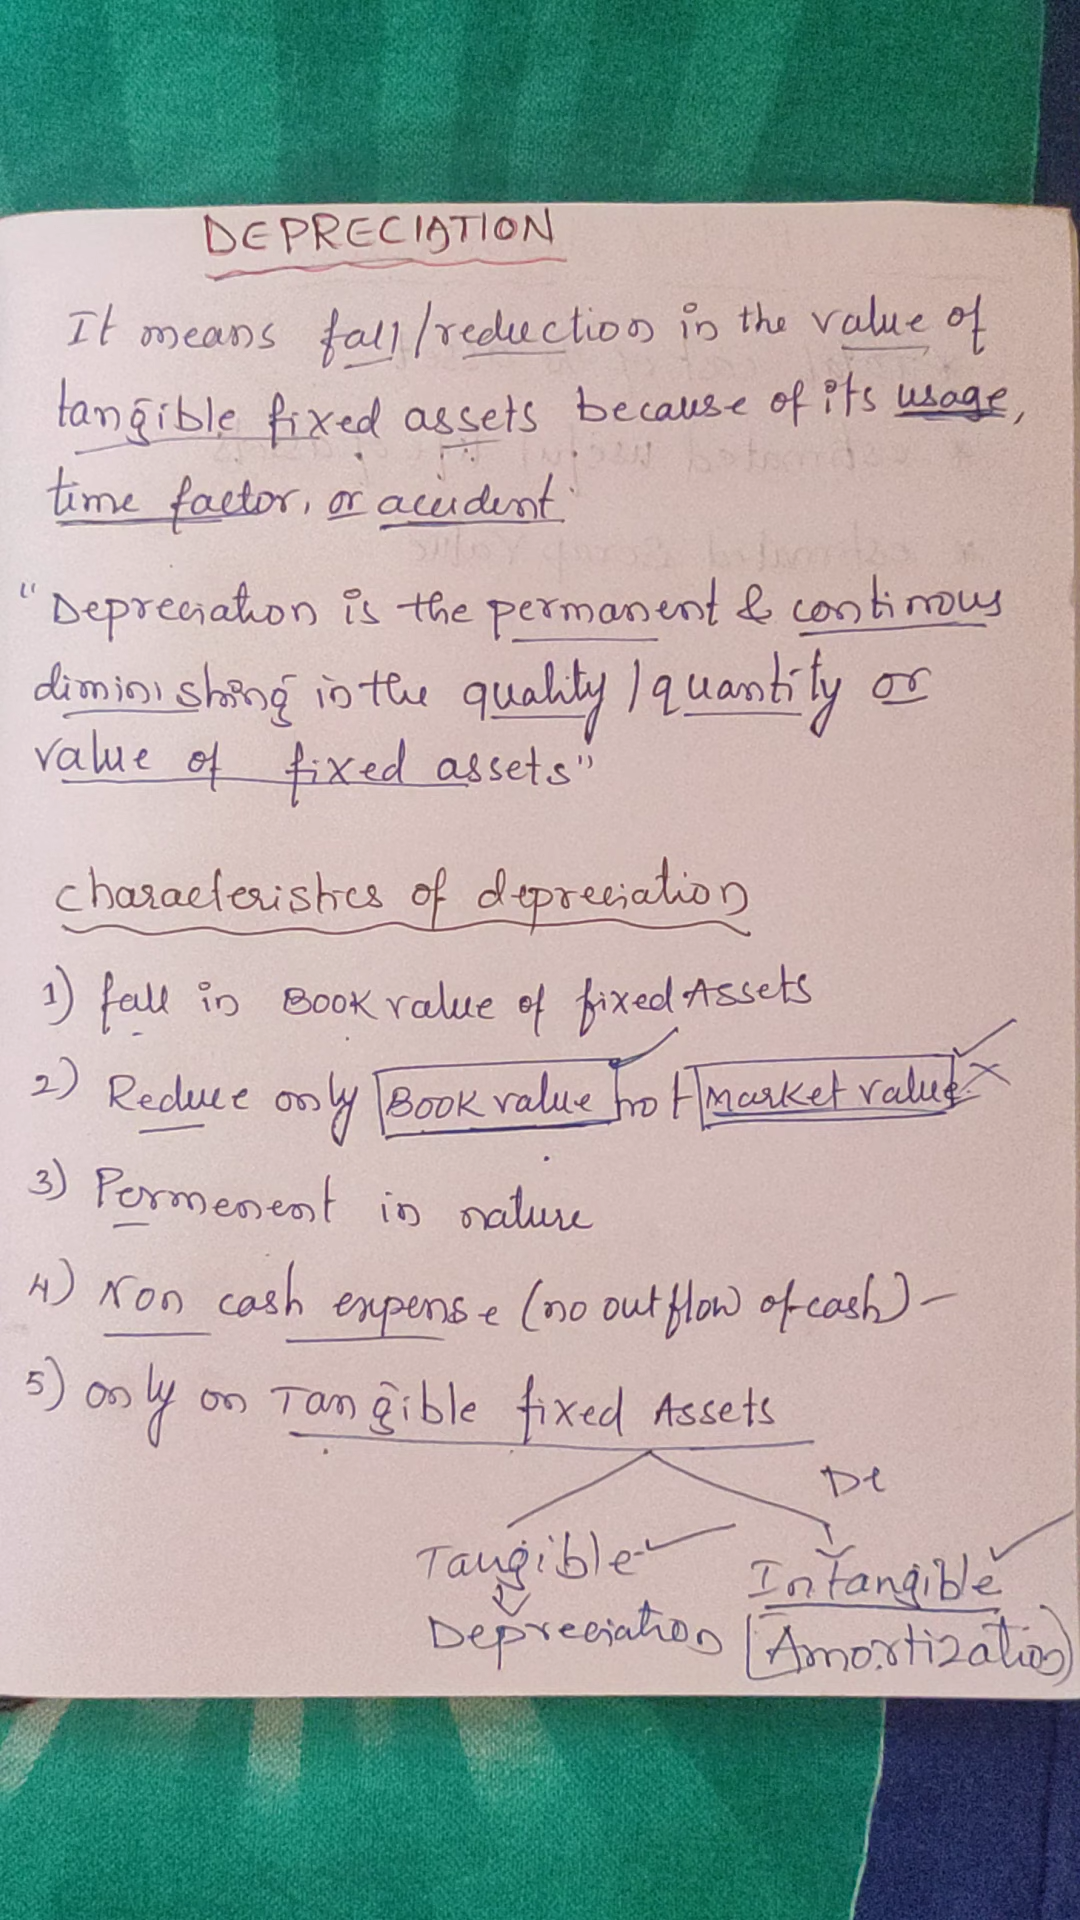 DEPRECIATION
It means fall/reduction in the value of
tangible fixed assets because of its usage,
time factor, or accident.
"Depreciation is the permanent & continous
diminishing in the quality / quantity or
value of fixed assets"
characteristics of depreciation
1) fall in Book value of fixed Assets
2) Reduce only Book value not Market value x
3) Permenent in nature
4) Non cash expense (no outflow of cash) -
5) only on Tangible fixed Assets
De
Tangible Intangible
Depreciation (Amortization)